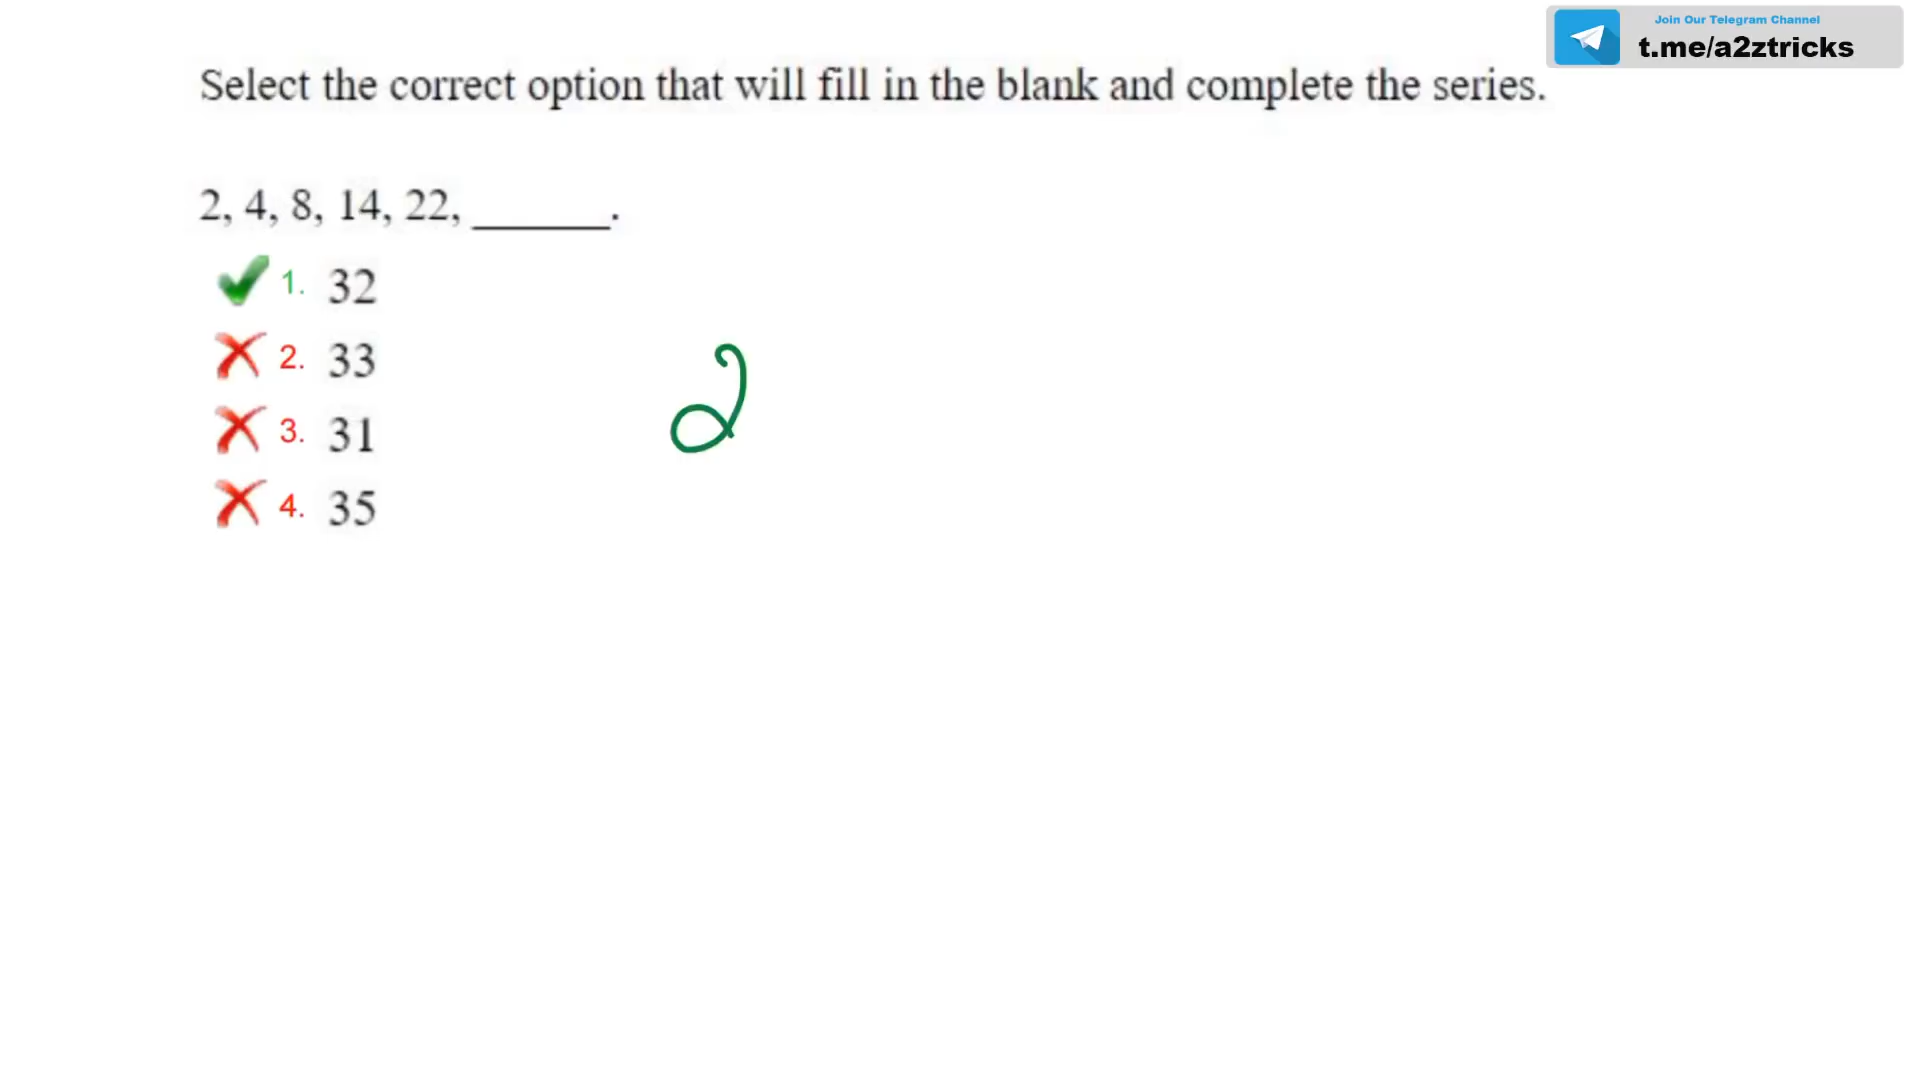 Join Our Telegram Channel
t.me/a2ztricks
Select the correct option that will fill in the blank and complete the series.
2, 4, 8, 14, 22, ______.
1. 32
2. 33
3. 31
4. 35
2